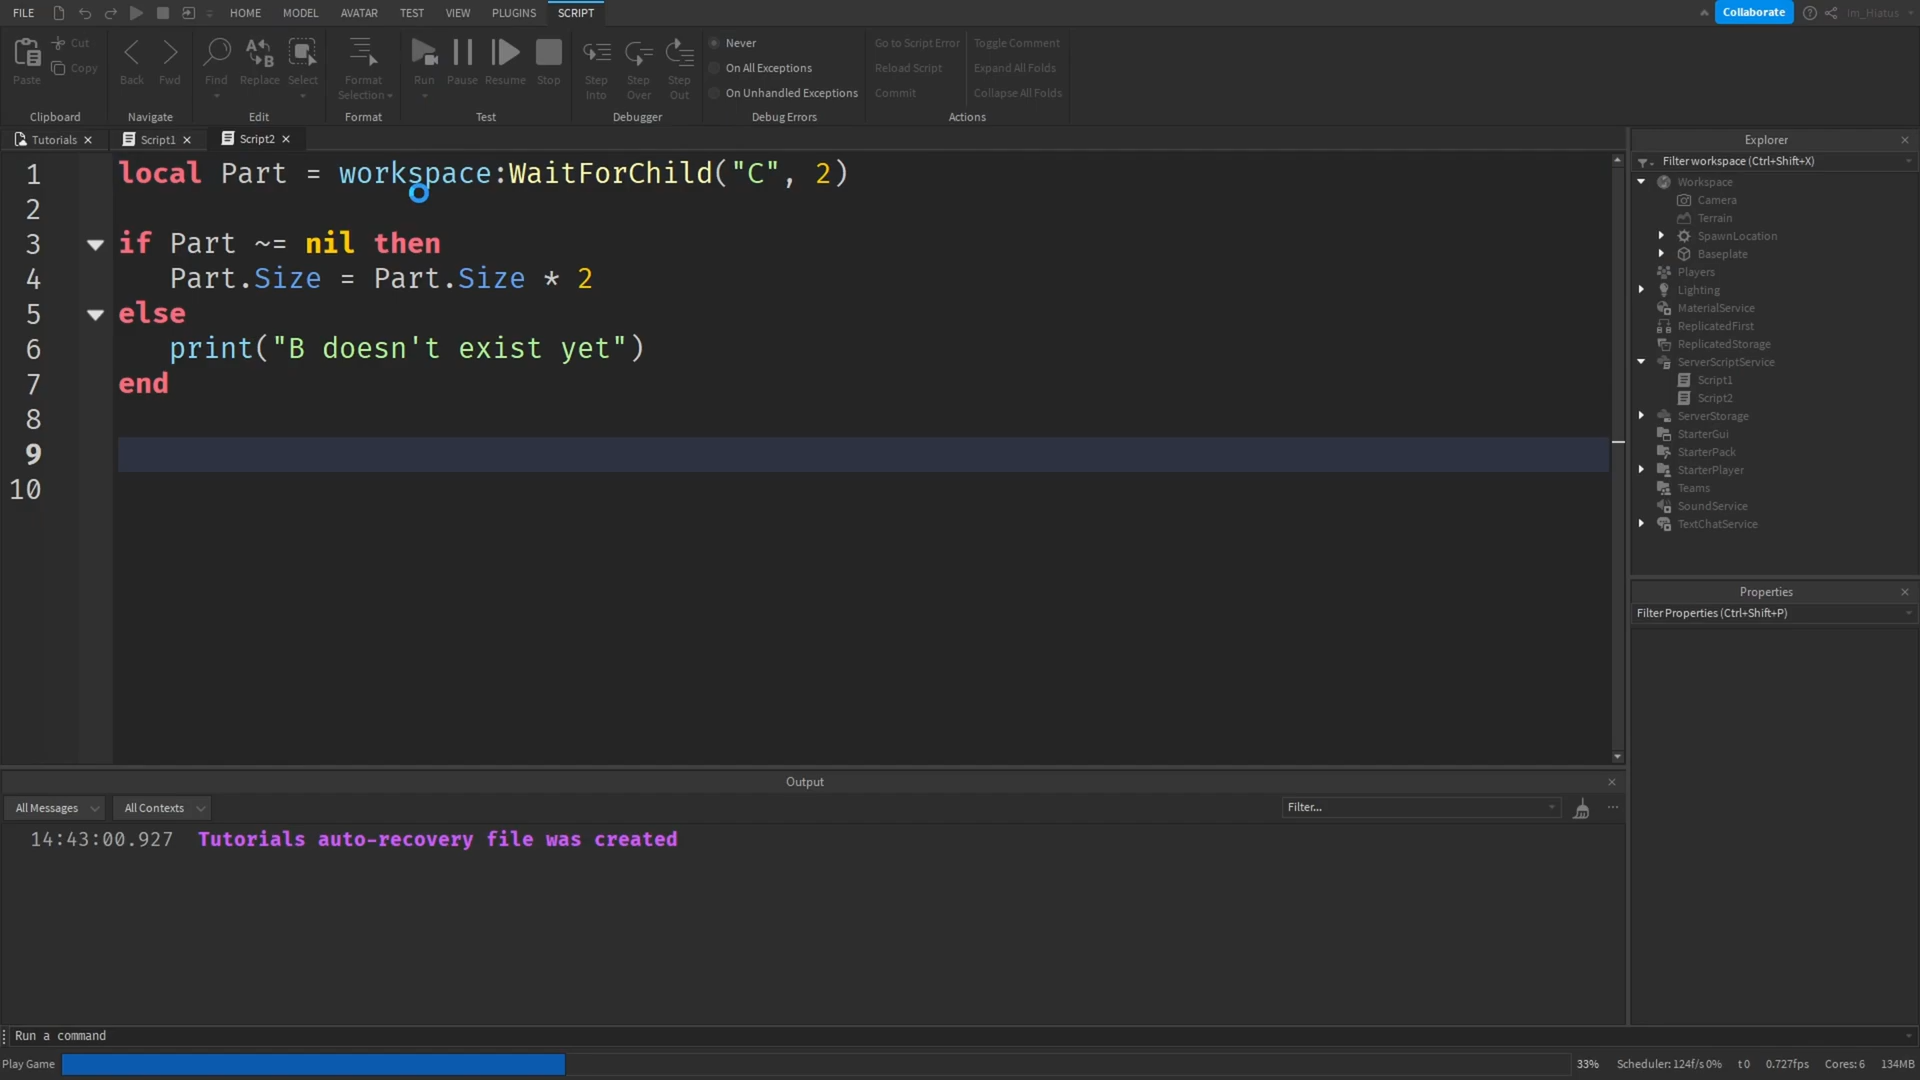 FILE HOME MODEL AVATAR TEST VIEW PLUGINS SCRIPT Collaborate Im_Hiatus
Paste Cut Copy Back Fwd Find Replace Select Format Selection Run Pause Resume Stop Step Into Step Over Step Out
Never Go to Script Error Toggle Comment
On All Exceptions Reload Script Expand All Folds
On Unhandled Exceptions Commit Collapse All Folds
Clipboard Navigate Edit Format Test Debugger Debug Errors Actions
Tutorials Script1 Script2
1 local Part = workspace:WaitForChild("C", 2)
2
3 if Part ~= nil then
4 Part.Size = Part.Size * 2
5 else
6 print("B doesn't exist yet")
7 end
8
9
10
Explorer
Filter workspace (Ctrl+Shift+X)
Workspace
Camera
Terrain
SpawnLocation
Baseplate
Players
Lighting
MaterialService
ReplicatedFirst
ReplicatedStorage
ServerScriptService
Script1
Script2
ServerStorage
StarterGui
StarterPack
StarterPlayer
Teams
SoundService
TextChatService
Properties
Filter Properties (Ctrl+Shift+P)
Output
All Messages All Contexts Filter... ...
14:43:00.927 Tutorials auto-recovery file was created
Run a command
Play Game 33% Scheduler: 124f/s 0% t 0 0.727fps Cores: 6 134MB